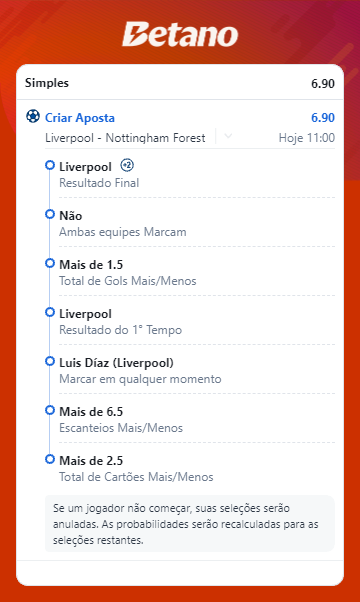 Betano
Simples 6.90
Criar Aposta 6.90
Liverpool - Nottingham Forest Hoje 11:00
Liverpool +2
Resultado Final
Não
Ambas equipes Marcam
Mais de 1.5
Total de Gols Mais/Menos
Liverpool
Resultado do 1° Tempo
Luis Díaz (Liverpool)
Marcar em qualquer momento
Mais de 6.5
Escanteios Mais/Menos
Mais de 2.5
Total de Cartões Mais/Menos
Se um jogador não começar, suas seleções serão
anuladas. As probabilidades serão recalculadas para as
seleções restantes.